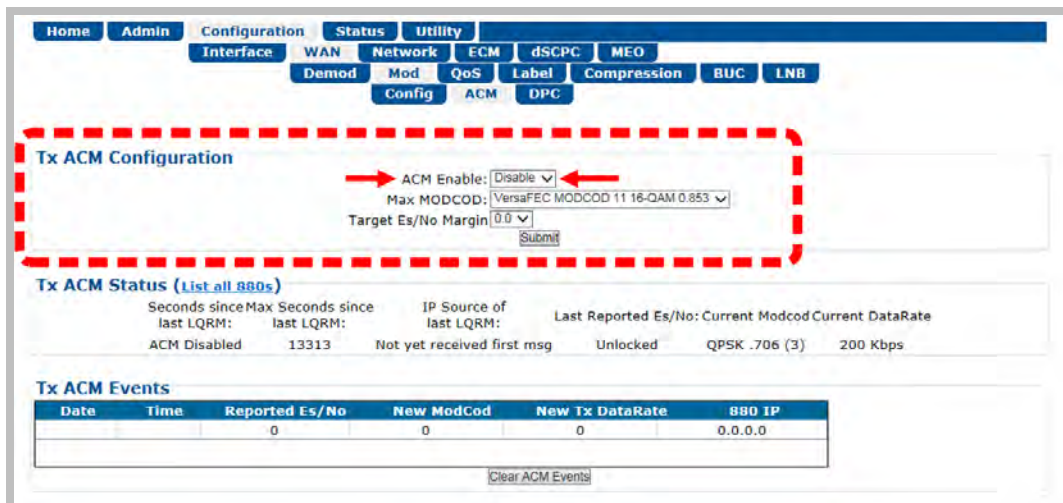 Home Admin Configuration Status Utility
Interface WAN Network ECM dSCPC MEO
Demod Mod QoS Label Compression BUC LNB
Config ACM DPC
Tx ACM Configuration
ACM Enable: Disable
Max MODCOD: VersaFEC MODCOD 11 16-QAM 0.853
Target Es/No Margin 0.0
Submit
Tx ACM Status (List all 880s)
Seconds since last LQRM: Max Seconds since last LQRM: IP Source of last LQRM: Last Reported Es/No: Current Modcod Current DataRate
ACM Disabled 13313 Not yet received first msg Unlocked QPSK .706 (3) 200 Kbps
Tx ACM Events
Date Time Reported Es/No New ModCod New Tx DataRate 880 IP
0 0 0 0.0.0.0
Clear ACM Events